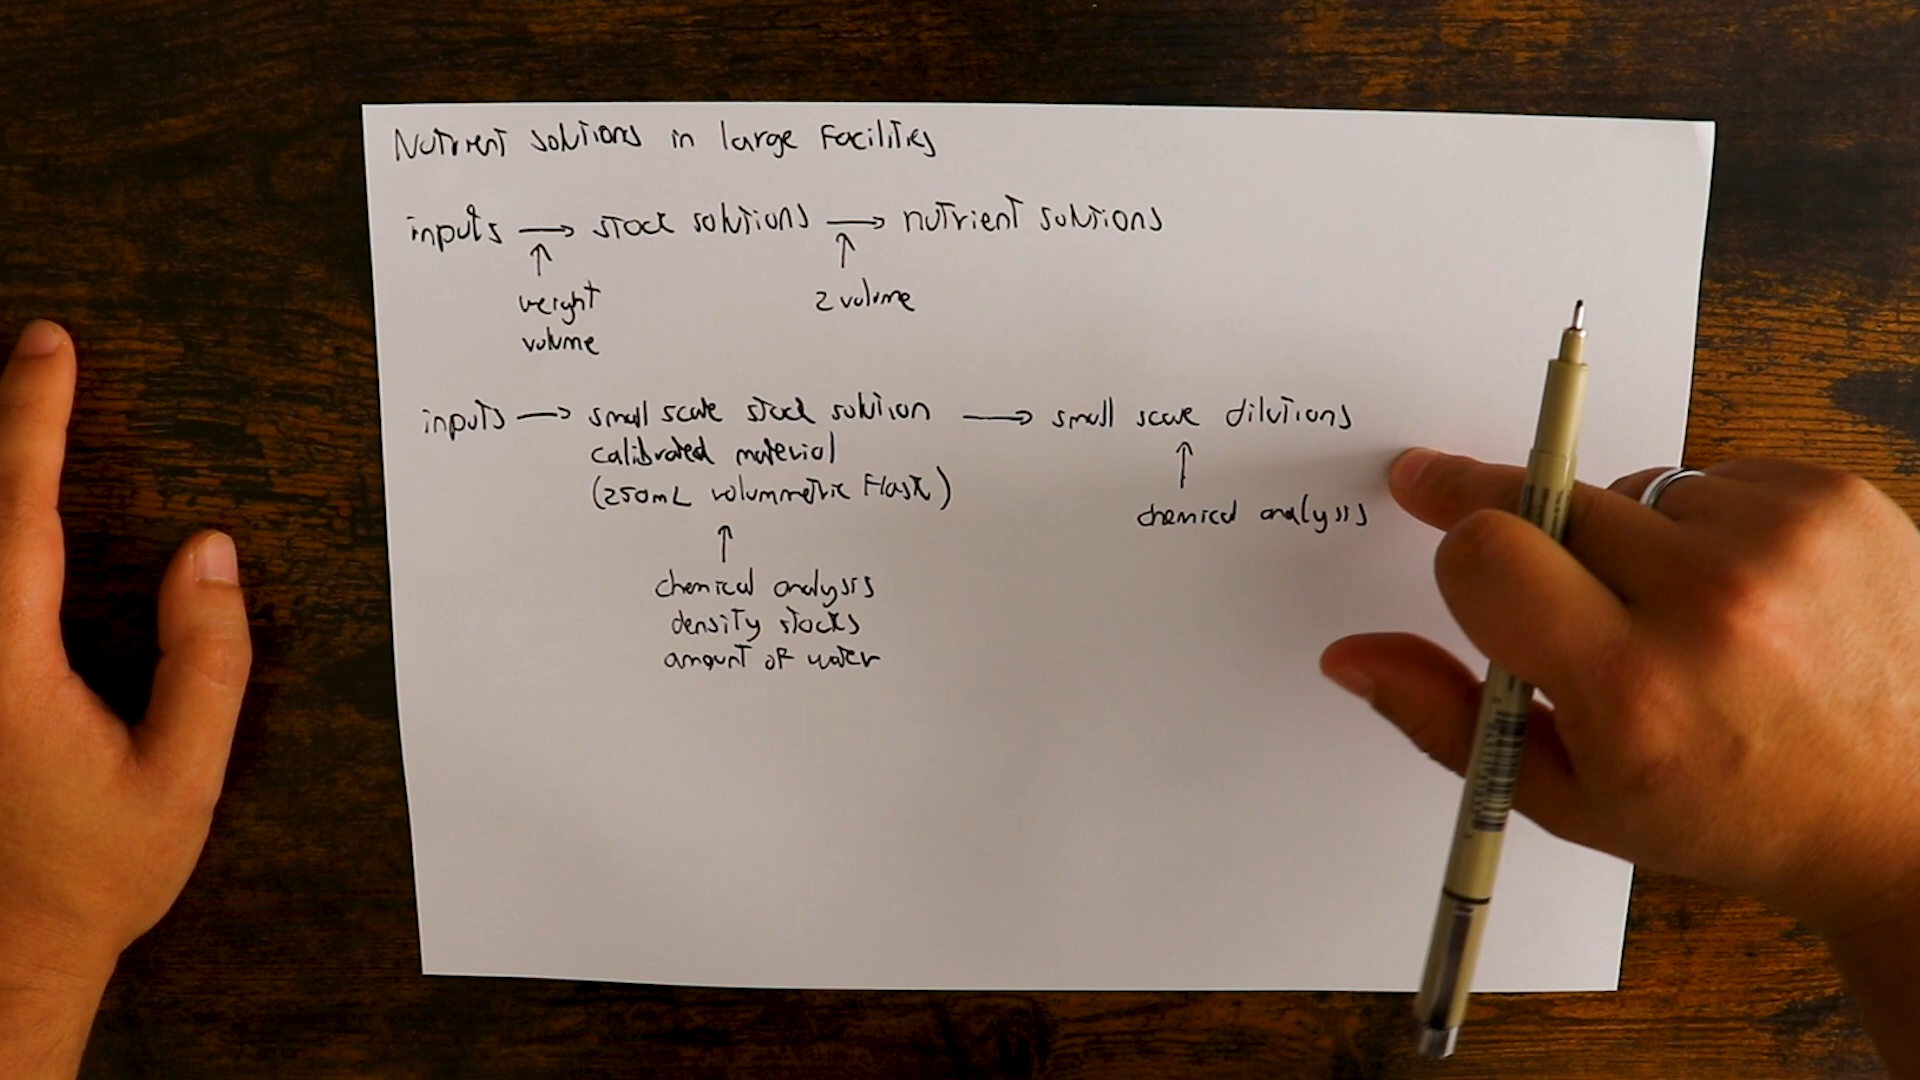 Nutrient solutions in large Facilities
inputs → stock solutions → nutrient solutions
↑ ↑
weight 2 volume
volume
inputs → small scale stock solution → small scale dilutions
calibrated material ↑
(250mL volummetric Flask) chemical analysis
↑
chemical analysis
density stocks
amount of water